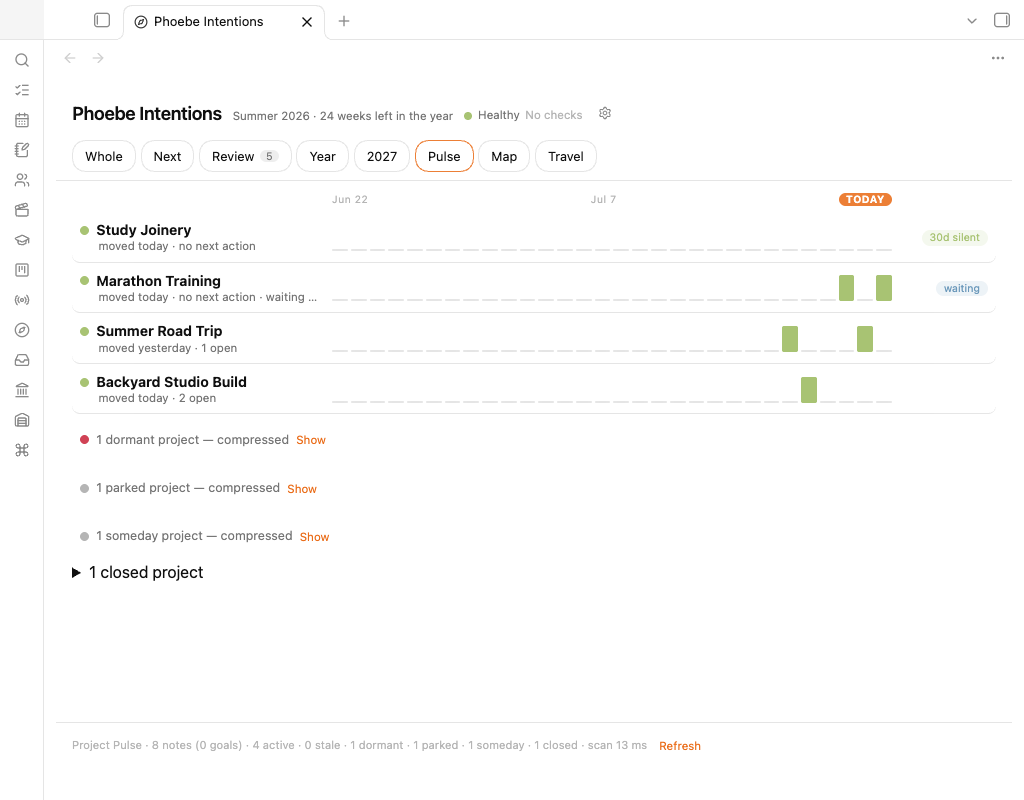 Phoebe Intentions
Phoebe Intentions Summer 2026 · 24 weeks left in the year Healthy No checks
Whole Next Review 5 Year 2027 Pulse Map Travel
Jun 22 Jul 7 TODAY
Study Joinery
moved today · no next action
30d silent
Marathon Training
moved today · no next action · waiting ...
waiting
Summer Road Trip
moved yesterday · 1 open
Backyard Studio Build
moved today · 2 open
1 dormant project — compressed Show
1 parked project — compressed Show
1 someday project — compressed Show
1 closed project
Project Pulse · 8 notes (0 goals) · 4 active · 0 stale · 1 dormant · 1 parked · 1 someday · 1 closed · scan 13 ms Refresh